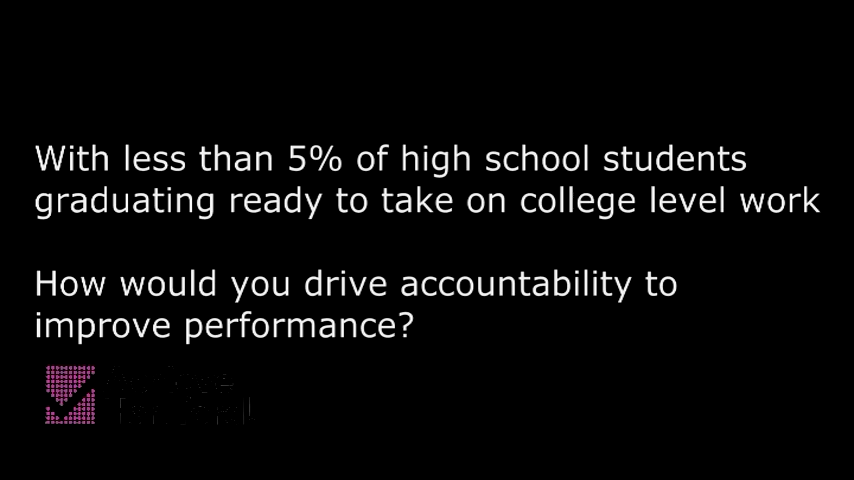 With less than 5% of high school students
graduating ready to take on college level work
How would you drive accountability to
improve performance?